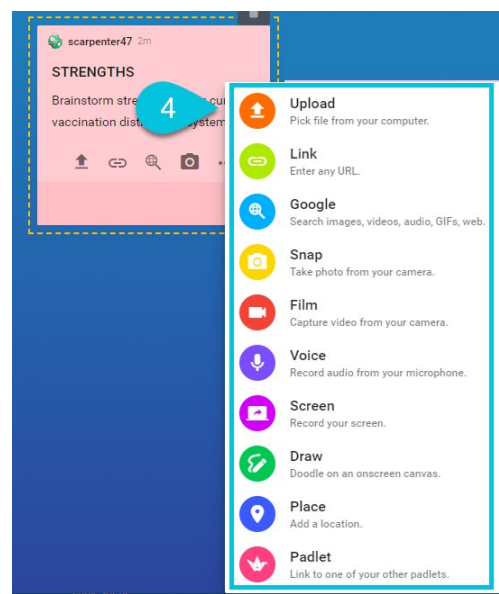 scarpenter47 2m
STRENGTHS
Brainstorm
vaccination
4
Upload
Pick file from your computer.
Link
Enter any URL.
Google
Search images, videos, audio, GIFs, web.
Snap
Take photo from your camera.
Film
Capture video from your camera.
Voice
Record audio from your microphone.
Screen
Record your screen.
Draw
Doodle on an onscreen canvas.
Place
Add a location.
Padlet
Link to one of your other padlets.